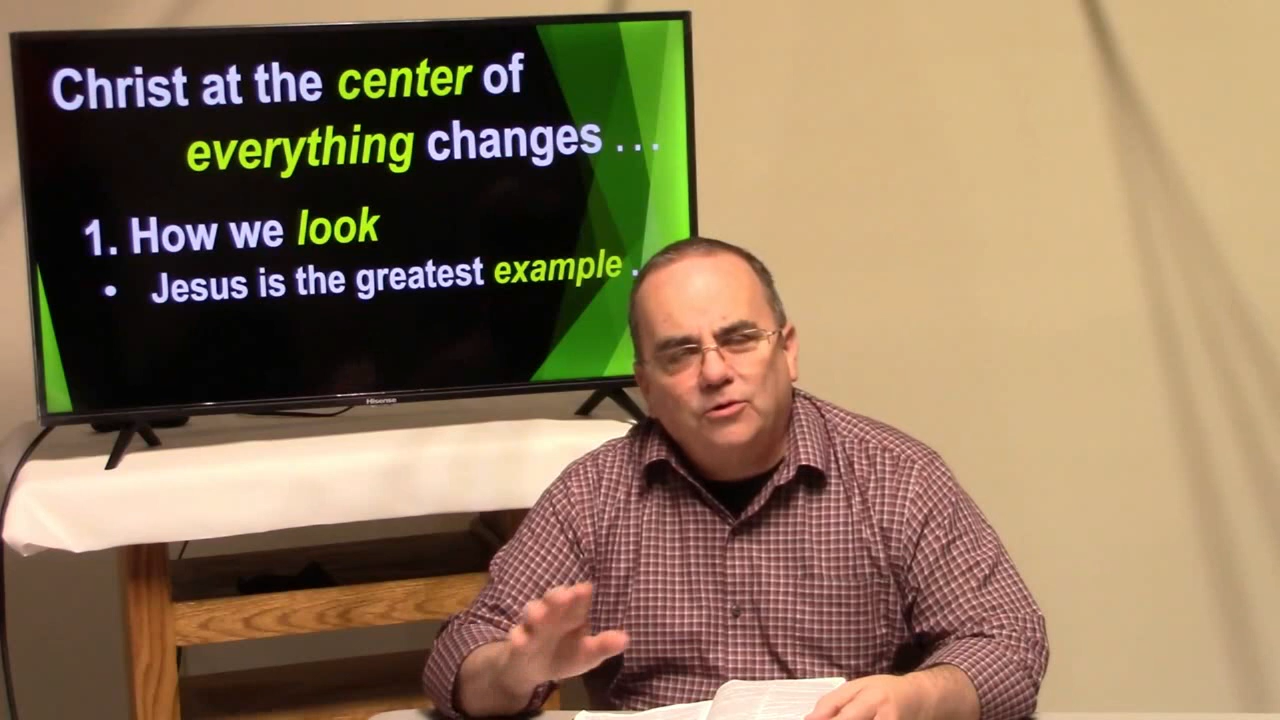 Christ at the center of
everything changes . . .
1. How we look
• Jesus is the greatest example .
Hisense